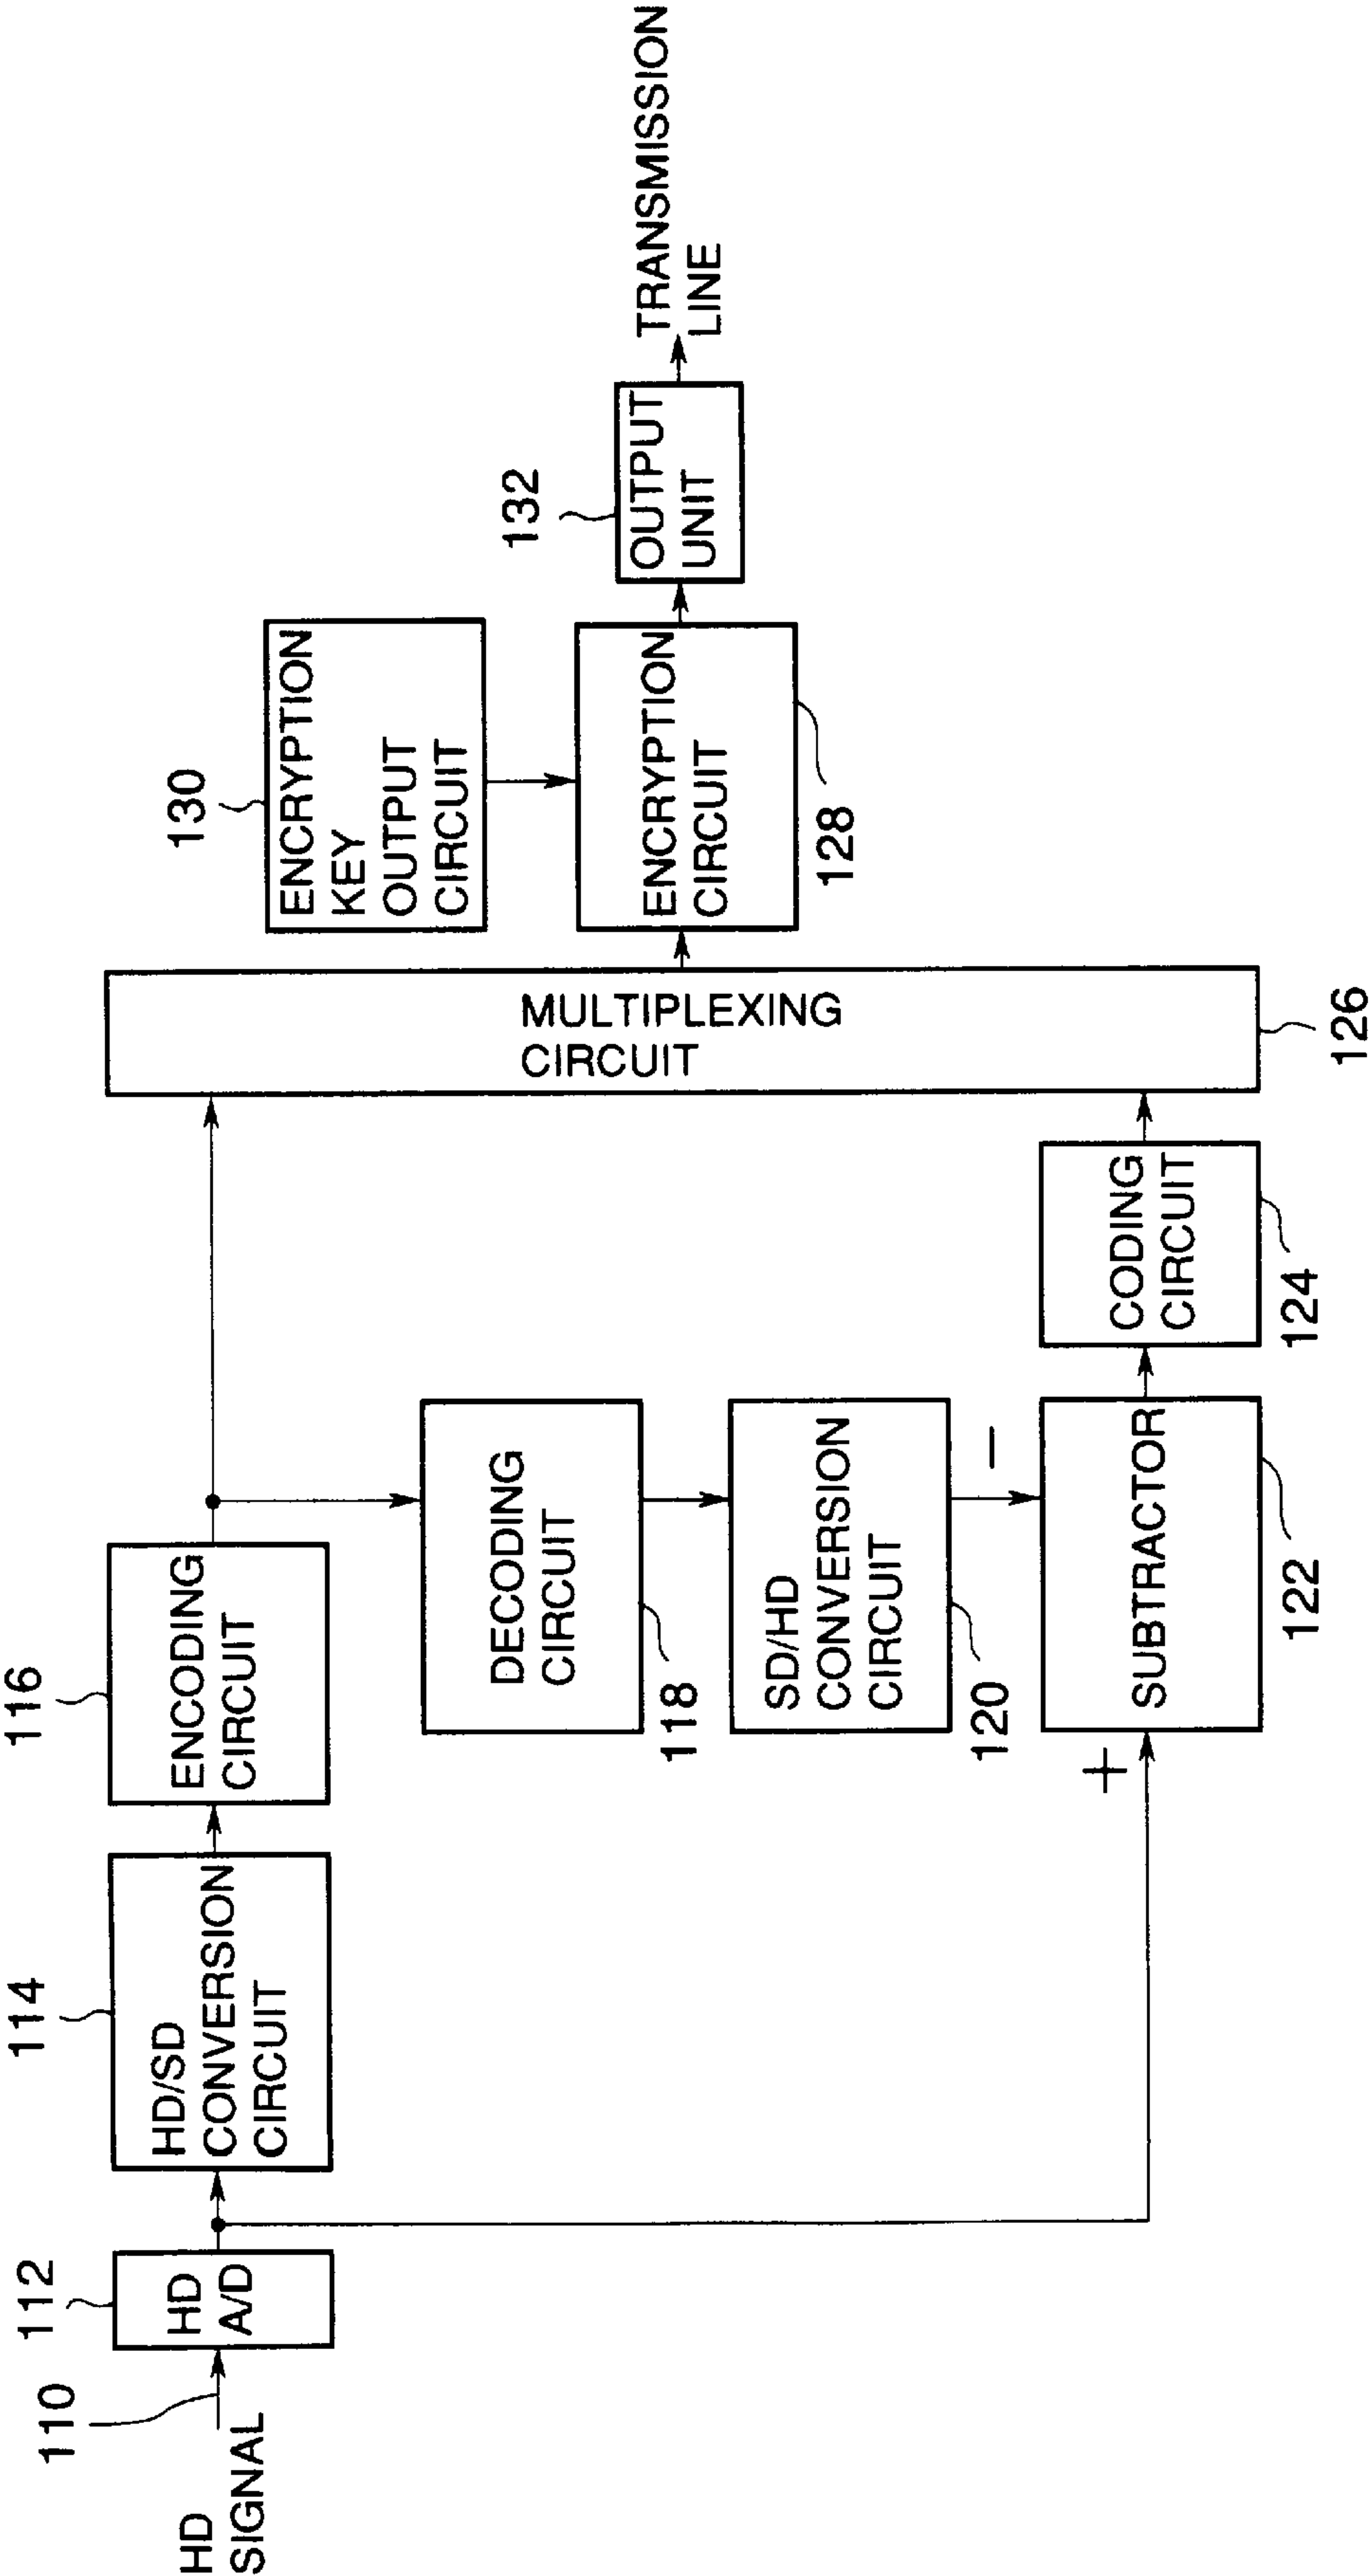 HD
SIGNAL
110
112
HD
A/D
114
HD/SD
CONVERSION
CIRCUIT
116
ENCODING
CIRCUIT
DECODING
CIRCUIT
118
SD/HD
CONVERSION
CIRCUIT
120
−
+
SUBTRACTOR
122
CODING
CIRCUIT
124
MULTIPLEXING
CIRCUIT
126
130
ENCRYPTION
KEY
OUTPUT
CIRCUIT
ENCRYPTION
CIRCUIT
128
132
OUTPUT
UNIT
TRANSMISSION
LINE